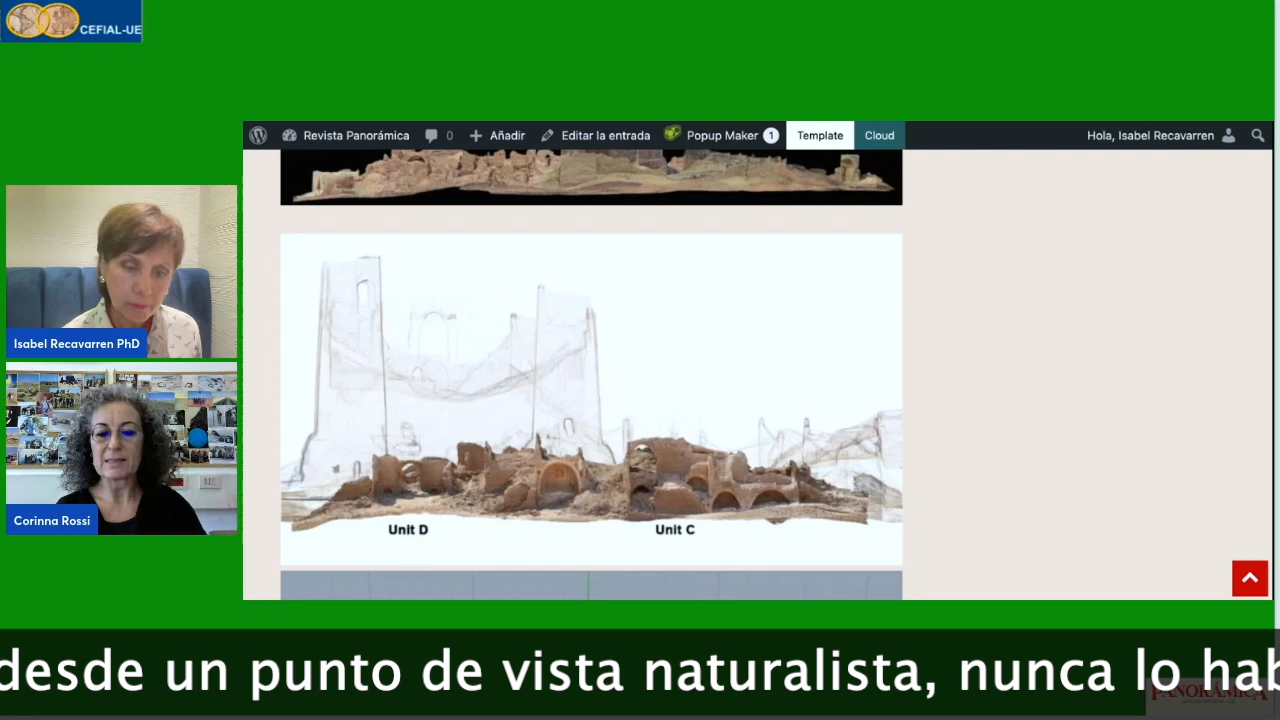 CEFIAL-UE
Revista Panorámica 0 Añadir Editar la entrada Popup Maker 1 Template Cloud Hola, Isabel Recavarren
Isabel Recavarren PhD
Corinna Rossi
Unit D Unit C
desde un punto de vista naturalista, nunca lo hab
PANORÁMICA